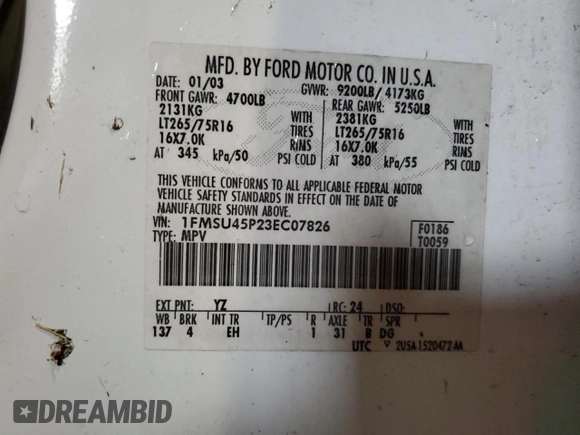 MFD. BY FORD MOTOR CO. IN U.S.A.
DATE: 01/03 GVWR: 9200LB/ 4173KG
FRONT GAWR: 4700LB REAR GAWR: 5250LB
2131KG WITH 2381KG WITH
LT265/75R16 TIRES LT265/75R16 TIRES
16X7.0K RIMS 16X7.0K RIMS
AT 345 kPa/50 PSI COLD AT 380 kPa/55 PSI COLD
THIS VEHICLE CONFORMS TO ALL APPLICABLE FEDERAL MOTOR
VEHICLE SAFETY STANDARDS IN EFFECT ON THE DATE OF
MANUFACTURE SHOWN ABOVE.
VIN: 1FMSU45P23EC07826 F0186
TYPE: MPV T0059
EXT PNT: YZ RC: 24 DSO:
WB BRK INT TR TP/PS R AXLE TR SPR
137 4 EH 1 31 B DG
UTC 2U5A-1520472-AA
DREAMBID